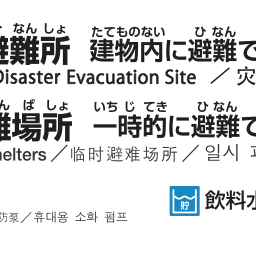 なんしょ たてものない ひなん
避難所 建物内に避難で
Disaster Evacuation Site ／災
んばしょ いちじてき ひなん
難場所 一時的に避難で
helters／临时避难场所／일시
貯 飲料水
防泵／휴대용 소화 펌프